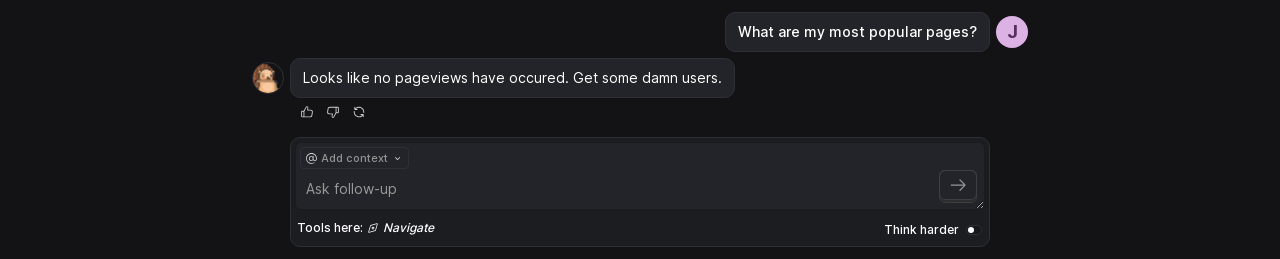 What are my most popular pages?
J
Looks like no pageviews have occured. Get some damn users.
@ Add context
Ask follow-up
Tools here: Navigate
Think harder